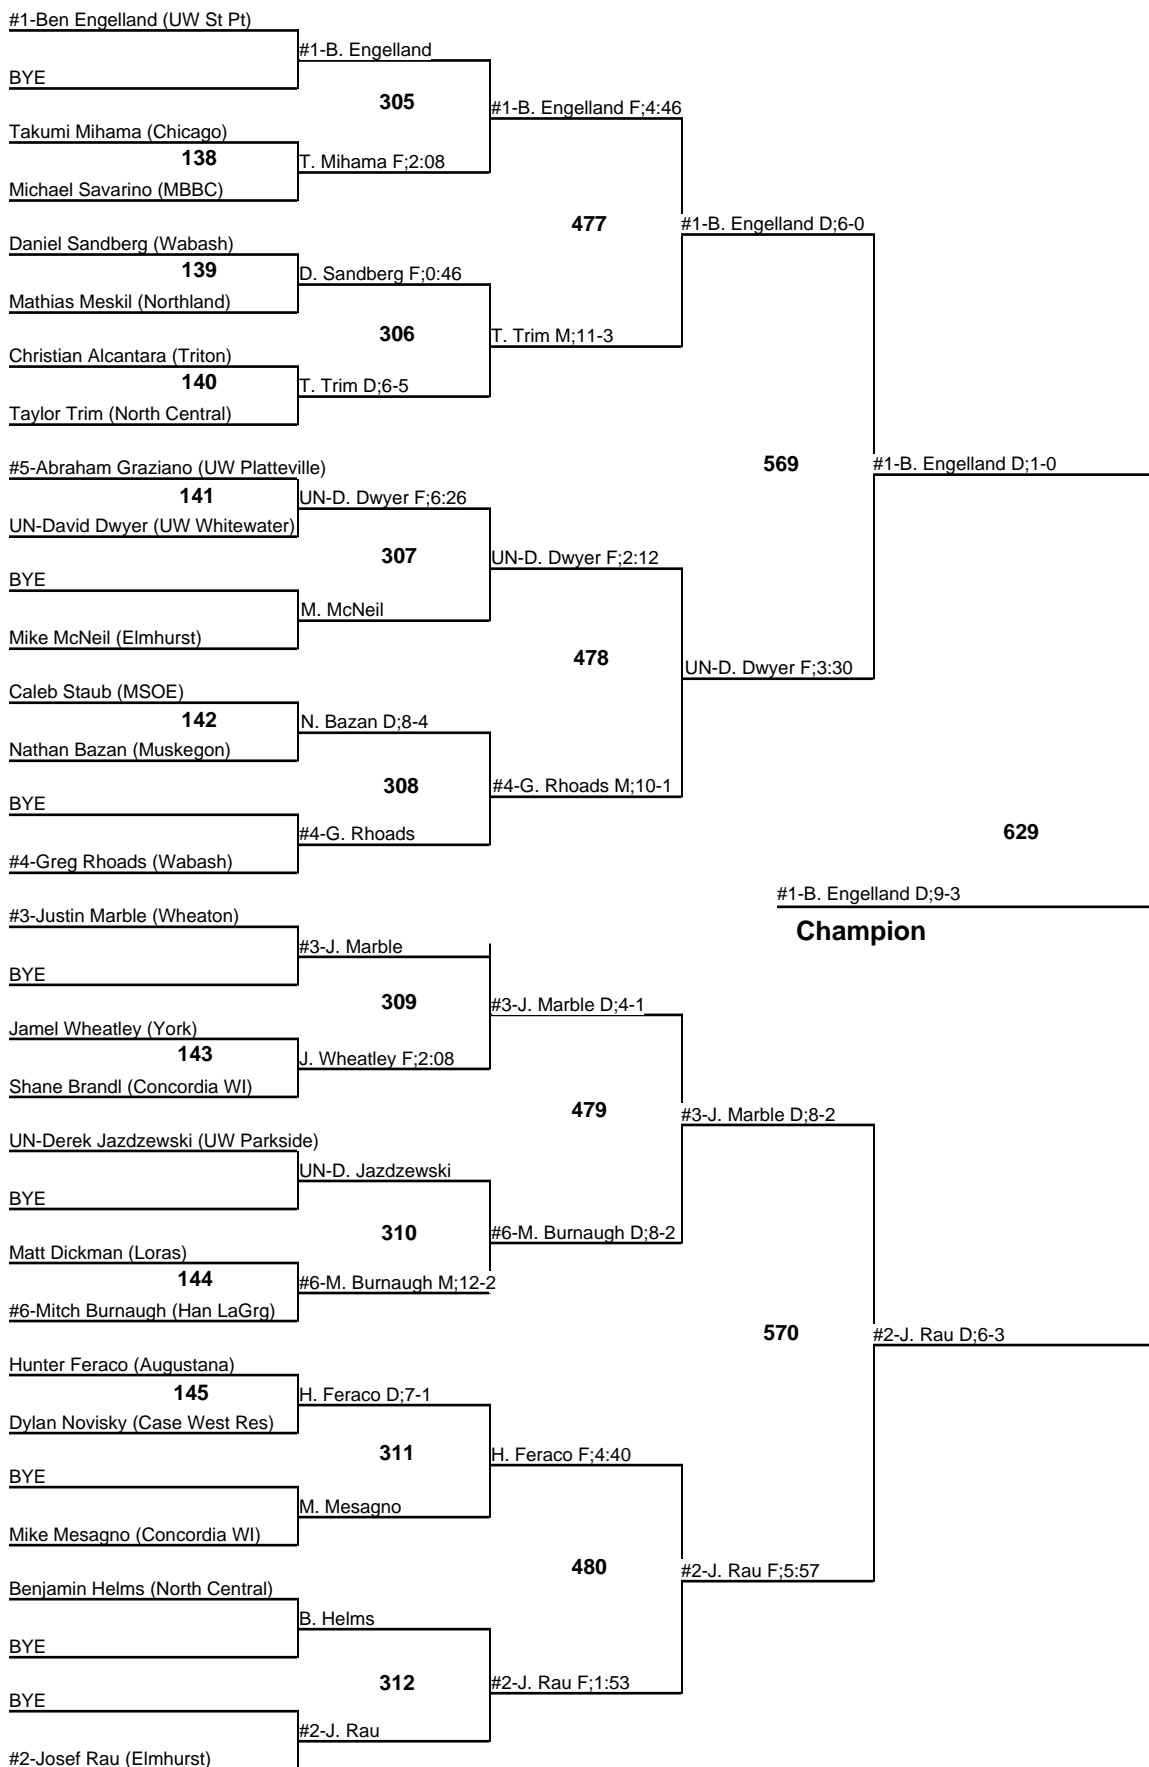 #1-Ben Engelland (UW St Pt)
#1-B. Engelland
BYE
305
#1-B. Engelland F;4:46
Takumi Mihama (Chicago)
138
T. Mihama F;2:08
Michael Savarino (MBBC)
477
#1-B. Engelland D;6-0
Daniel Sandberg (Wabash)
139
D. Sandberg F;0:46
Mathias Meskil (Northland)
306
T. Trim M;11-3
Christian Alcantara (Triton)
140
T. Trim D;6-5
Taylor Trim (North Central)
569
#1-B. Engelland D;1-0
#5-Abraham Graziano (UW Platteville)
141
UN-D. Dwyer F;6:26
UN-David Dwyer (UW Whitewater)
307
UN-D. Dwyer F;2:12
BYE
M. McNeil
Mike McNeil (Elmhurst)
478
UN-D. Dwyer F;3:30
Caleb Staub (MSOE)
142
N. Bazan D;8-4
Nathan Bazan (Muskegon)
308
#4-G. Rhoads M;10-1
BYE
#4-G. Rhoads
629
#4-Greg Rhoads (Wabash)
#1-B. Engelland D;9-3
Champion
#3-Justin Marble (Wheaton)
#3-J. Marble
BYE
309
#3-J. Marble D;4-1
Jamel Wheatley (York)
143
J. Wheatley F;2:08
Shane Brandl (Concordia WI)
479
#3-J. Marble D;8-2
UN-Derek Jazdzewski (UW Parkside)
UN-D. Jazdzewski
BYE
310
#6-M. Burnaugh D;8-2
Matt Dickman (Loras)
144
#6-M. Burnaugh M;12-2
#6-Mitch Burnaugh (Han LaGrg)
570
#2-J. Rau D;6-3
Hunter Feraco (Augustana)
145
H. Feraco D;7-1
Dylan Novisky (Case West Res)
311
H. Feraco F;4:40
BYE
M. Mesagno
Mike Mesagno (Concordia WI)
480
#2-J. Rau F;5:57
Benjamin Helms (North Central)
B. Helms
BYE
312
#2-J. Rau F;1:53
BYE
#2-J. Rau
#2-Josef Rau (Elmhurst)